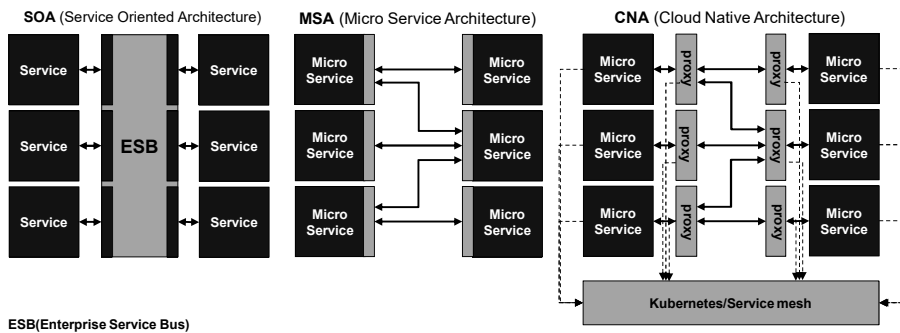 SOA (Service Oriented Architecture)
Service
Service
Service
Service
Service
Service
ESB
ESB(Enterprise Service Bus)
MSA (Micro Service Architecture)
Micro
Service
Micro
Service
Micro
Service
Micro
Service
Micro
Service
Micro
Service
CNA (Cloud Native Architecture)
Micro
Service
proxy
proxy
Micro
Service
Micro
Service
proxy
proxy
Micro
Service
Micro
Service
proxy
proxy
Micro
Service
Kubernetes/Service mesh